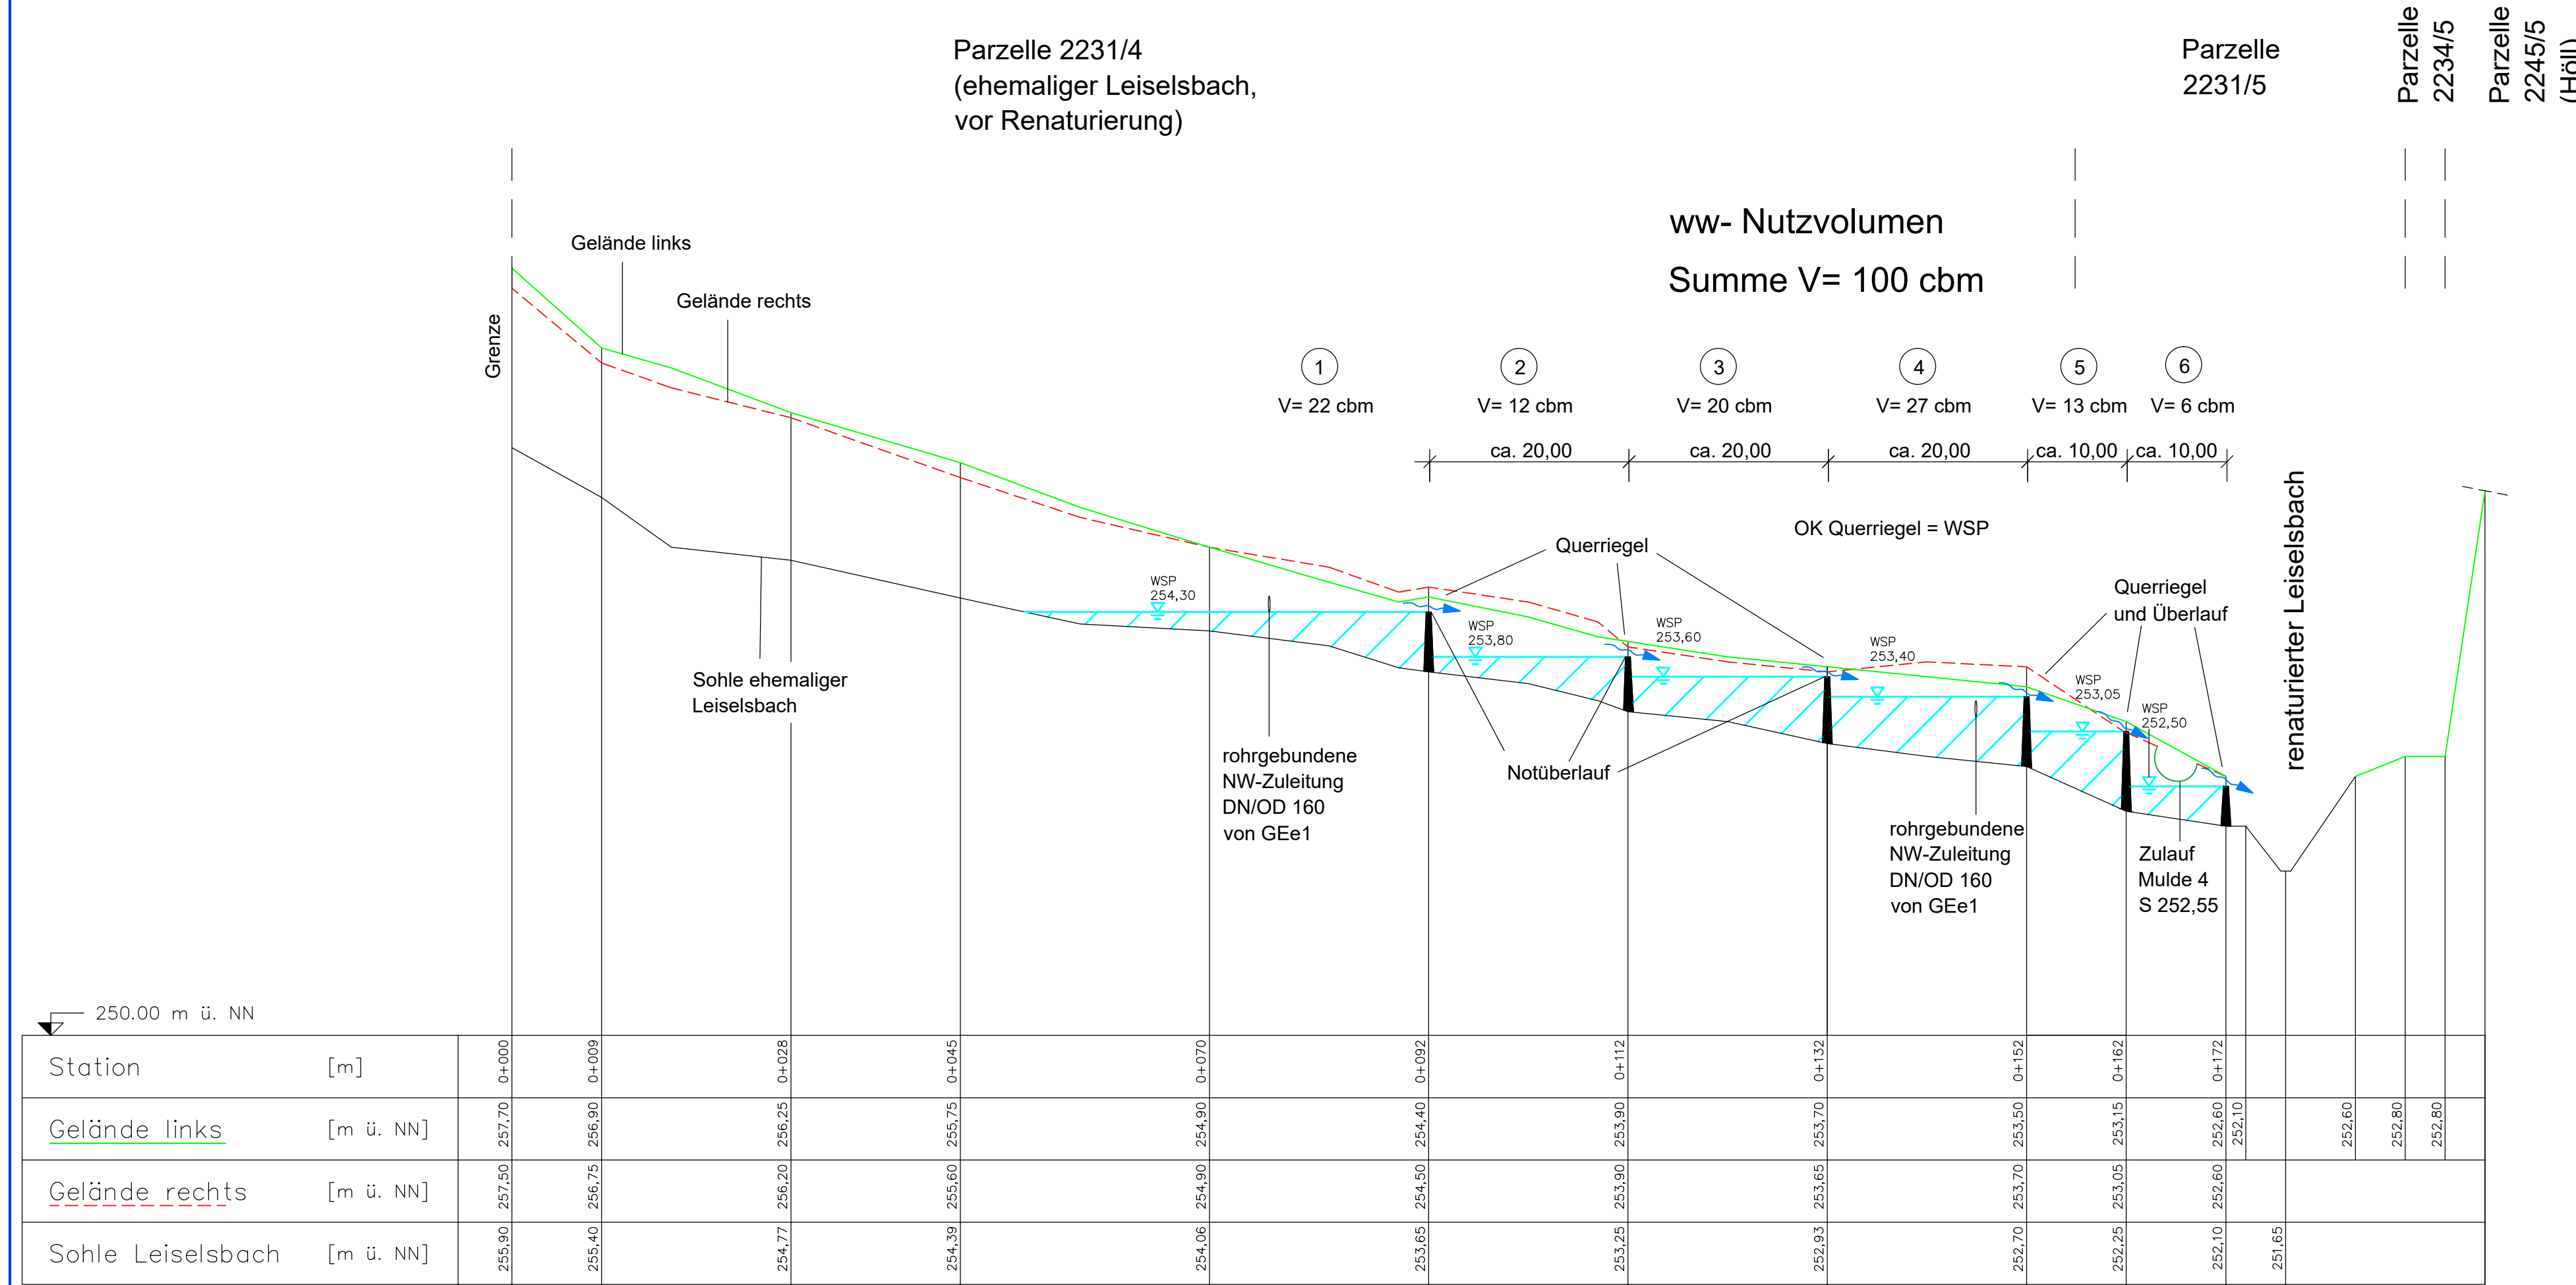 Parzelle 2231/4
(ehemaliger Leiselsbach,
vor Renaturierung)
Parzelle
2231/5
Parzelle
2234/5
Parzelle
2245/5
(Höll)
ww- Nutzvolumen
Summe V= 100 cbm
Grenze
Gelände links
Gelände rechts
1
2
3
4
5
6
V= 22 cbm
V= 12 cbm
V= 20 cbm
V= 27 cbm
V= 13 cbm
V= 6 cbm
ca. 20,00
ca. 20,00
ca. 20,00
ca. 10,00
ca. 10,00
OK Querriegel = WSP
Querriegel
Querriegel
und Überlauf
renaturierter Leiselsbach
WSP
254,30
WSP
253,80
WSP
253,60
WSP
253,40
WSP
253,05
WSP
252,50
Sohle ehemaliger
Leiselsbach
rohrgebundene
NW-Zuleitung
DN/OD 160
von GEe1
Notüberlauf
rohrgebundene
NW-Zuleitung
DN/OD 160
von GEe1
Zulauf
Mulde 4
S 252,55
250.00 m ü. NN
Station [m] 0+000 0+009 0+028 0+045 0+070 0+092 0+112 0+132 0+152 0+162 0+172
Gelände links [m ü. NN] 257,70 256,90 256,25 255,75 254,90 254,40 253,90 253,70 253,50 253,15 252,60 252,10 252,60 252,80 252,80
Gelände rechts [m ü. NN] 257,50 256,75 256,20 255,60 254,90 254,50 253,90 253,65 253,70 253,05 252,60
Sohle Leiselsbach [m ü. NN] 255,90 255,40 254,77 254,39 254,06 253,65 253,25 252,93 252,70 252,25 252,10 251,65